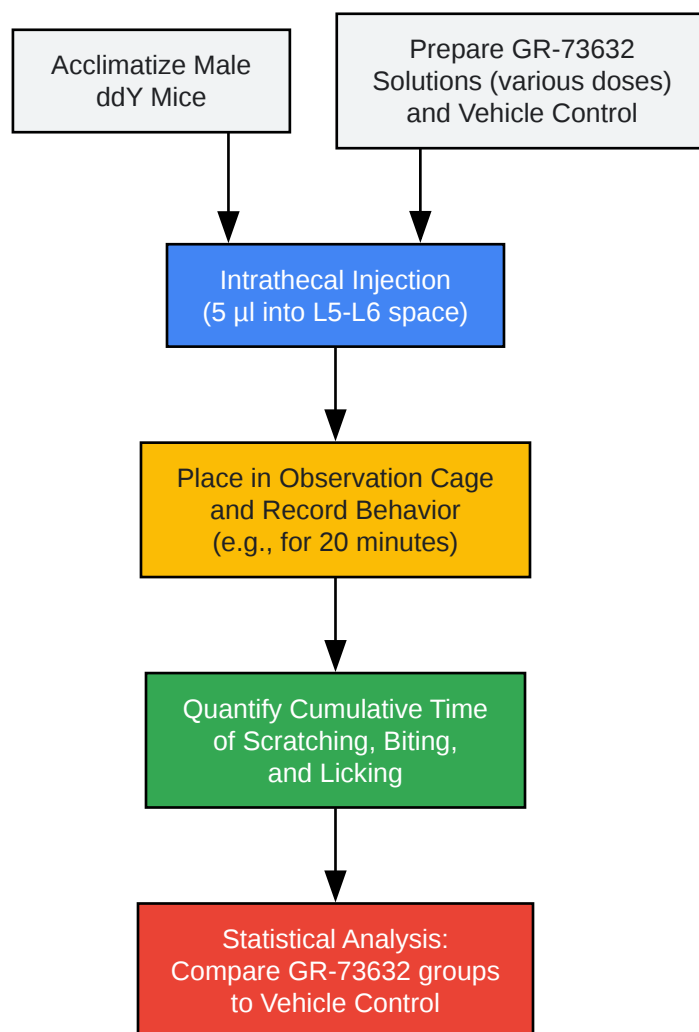 Acclimatize Male
ddY Mice
Prepare GR-73632
Solutions (various doses)
and Vehicle Control
Intrathecal Injection
(5 µl into L5-L6 space)
Place in Observation Cage
and Record Behavior
(e.g., for 20 minutes)
Quantify Cumulative Time
of Scratching, Biting,
and Licking
Statistical Analysis:
Compare GR-73632 groups
to Vehicle Control